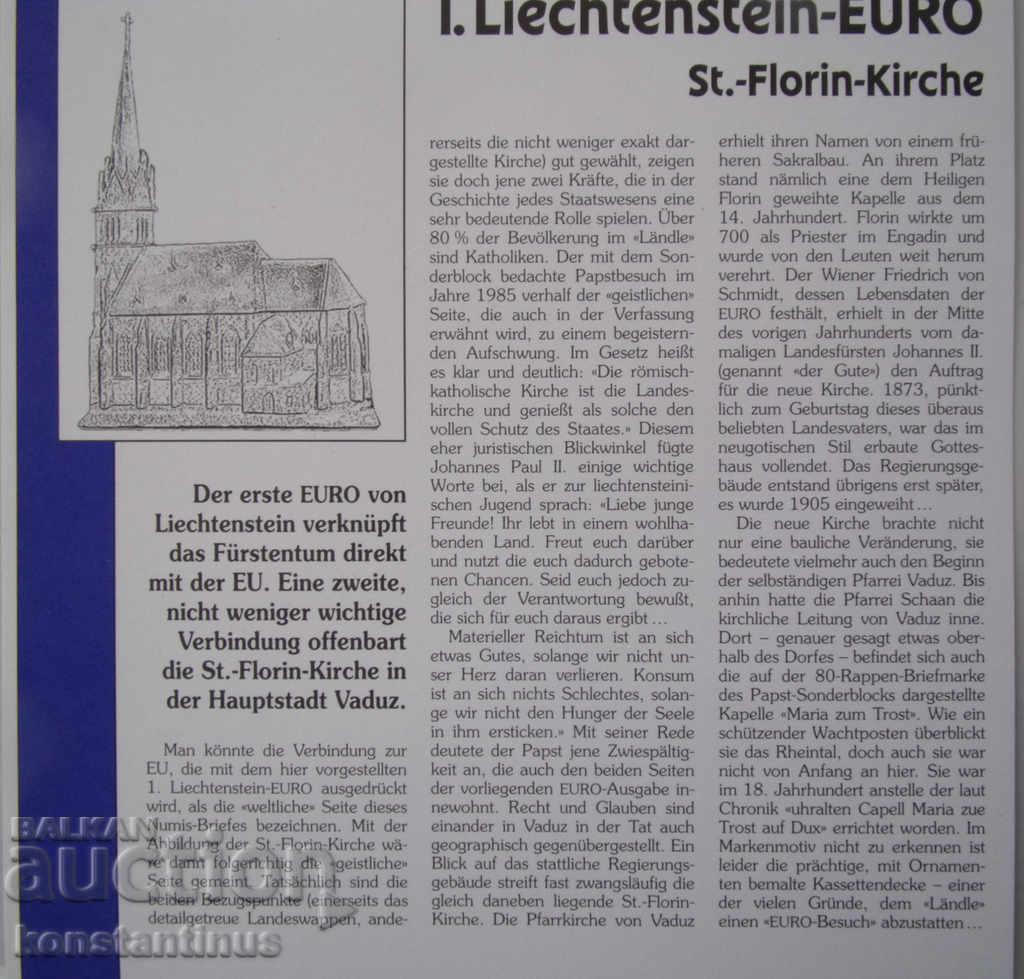 1. Liechtenstein-EURO
St.-Florin-Kirche
Der erste EURO von
Liechtenstein verknüpft
das Fürstentum direkt
mit der EU. Eine zweite,
nicht weniger wichtige
Verbindung offenbart
die St.-Florin-Kirche in
der Hauptstadt Vaduz.
Man könnte die Verbindung zur
EU, die mit dem hier vorgestellten
1. Liechtenstein-EURO ausgedrückt
wird, als die «weltliche» Seite dieses
Numis-Briefes bezeichnen. Mit der
Abbildung der St.-Florin-Kirche wä-
re dann folgerichtig die «geistliche»
Seite gemeint. Tatsächlich sind die
beiden Bezugspunkte (einerseits das
detailgetreue Landeswappen, ande-
rerseits die nicht weniger exakt dar-
gestellte Kirche) gut gewählt, zeigen
sie doch jene zwei Kräfte, die in der
Geschichte jedes Staatswesens eine
sehr bedeutende Rolle spielen. Über
80 % der Bevölkerung im «Ländle»
sind Katholiken. Der mit dem Son-
derblock bedachte Papstbesuch im
Jahre 1985 verhalf der «geistlichen»
Seite, die auch in der Verfassung
erwähnt wird, zu einem begeistern-
den Aufschwung. Im Gesetz heißt
es klar und deutlich: «Die römisch-
katholische Kirche ist die Landes-
kirche und genießt als solche den
vollen Schutz des Staates.» Diesem
eher juristischen Blickwinkel fügte
Johannes Paul II. einige wichtige
Worte bei, als er zur liechtensteini-
schen Jugend sprach: «Liebe junge
Freunde! Ihr lebt in einem wohlha-
benden Land. Freut euch darüber
und nutzt die euch dadurch gebote-
nen Chancen. Seid euch jedoch zu-
gleich der Verantwortung bewußt,
die sich für euch daraus ergibt ...
Materieller Reichtum ist an sich
etwas Gutes, solange wir nicht un-
ser Herz daran verlieren. Konsum
ist an sich nichts Schlechtes, solan-
ge wir nicht den Hunger der Seele
in ihm ersticken.» Mit seiner Rede
deutete der Papst jene Zwiespältig-
keit an, die auch den beiden Seiten
der vorliegenden EURO-Ausgabe in-
newohnt. Recht und Glauben sind
einander in Vaduz in der Tat auch
geographisch gegenübergestellt. Ein
Blick auf das stattliche Regierungs-
gebäude streift fast zwangsläufig die
gleich daneben liegende St.-Florin-
Kirche. Die Pfarrkirche von Vaduz
erhielt ihren Namen von einem frü-
heren Sakralbau. An ihrem Platz
stand nämlich eine dem Heiligen
Florin geweihte Kapelle aus dem
14. Jahrhundert. Florin wirkte um
700 als Priester im Engadin und
wurde von den Leuten weit herum
verehrt. Der Wiener Friedrich von
Schmidt, dessen Lebensdaten der
EURO festhält, erhielt in der Mitte
des vorigen Jahrhunderts vom da-
maligen Landesfürsten Johannes II.
(genannt «der Gute») den Auftrag
für die neue Kirche. 1873, pünkt-
lich zum Geburtstag dieses überaus
beliebten Landesvaters, war das im
neugotischen Stil erbaute Gottes-
haus vollendet. Das Regierungsge-
bäude entstand übrigens erst später,
es wurde 1905 eingeweiht ...
Die neue Kirche brachte nicht
nur eine bauliche Veränderung, sie
bedeutete vielmehr auch den Beginn
der selbständigen Pfarrei Vaduz. Bis
anhin hatte die Pfarrei Schaan die
kirchliche Leitung von Vaduz inne.
Dort – genauer gesagt etwas ober-
halb des Dorfes – befindet sich auch
die auf der 80-Rappen-Briefmarke
des Papst-Sonderblocks dargestellte
Kapelle «Maria zum Trost». Wie ein
schützender Wachtposten überblickt
sie das Rheintal, doch auch sie war
nicht von Anfang an hier. Sie war
im 18. Jahrhundert anstelle der laut
Chronik «uhralten Capell Maria zue
Trost auf Dux» errichtet worden. Im
Markenmotiv nicht zu erkennen ist
leider die prächtige, mit Ornamen-
ten bemalte Kassettendecke – einer
der vielen Gründe, dem «Ländle»
einen «EURO-Besuch» abzustatten ...
BALKAN
auction
konstantinus